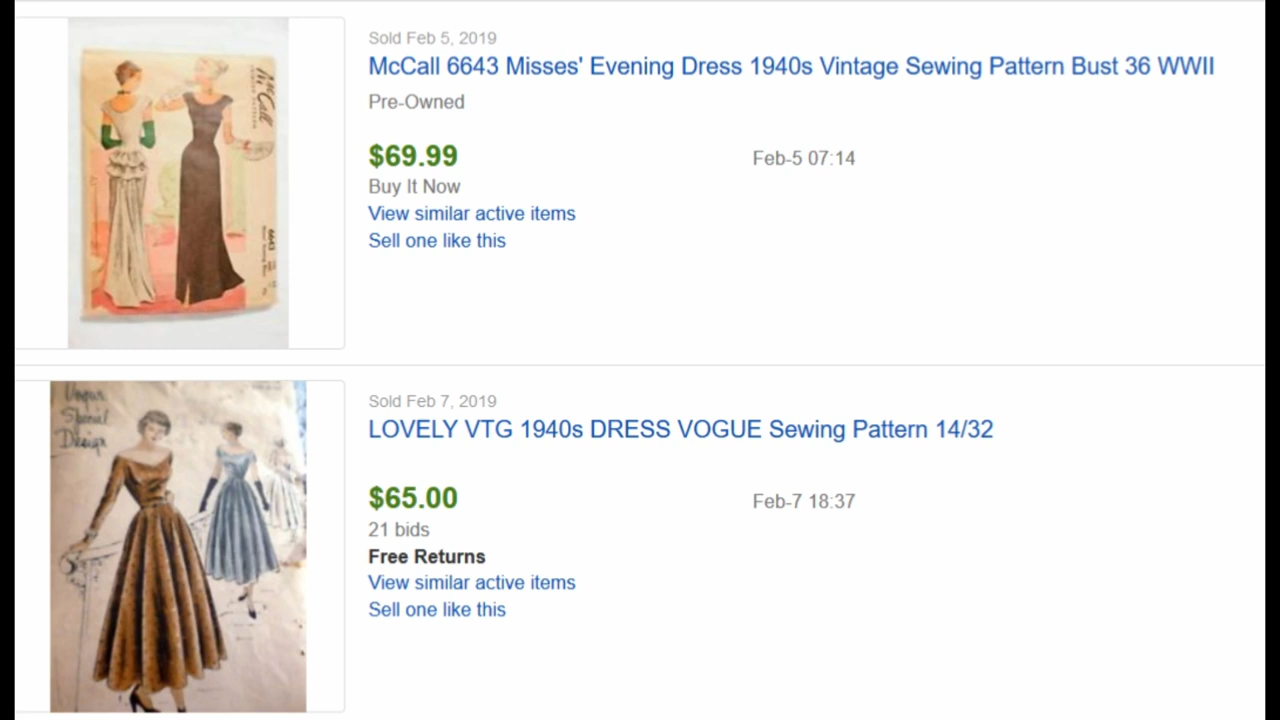 Sold Feb 5, 2019
McCall 6643 Misses' Evening Dress 1940s Vintage Sewing Pattern Bust 36 WWII
Pre-Owned
$69.99
Feb-5 07:14
Buy It Now
View similar active items
Sell one like this
McCall
6643
Sold Feb 7, 2019
LOVELY VTG 1940s DRESS VOGUE Sewing Pattern 14/32
$65.00
Feb-7 18:37
21 bids
Free Returns
View similar active items
Sell one like this
Vogue
Special
Design